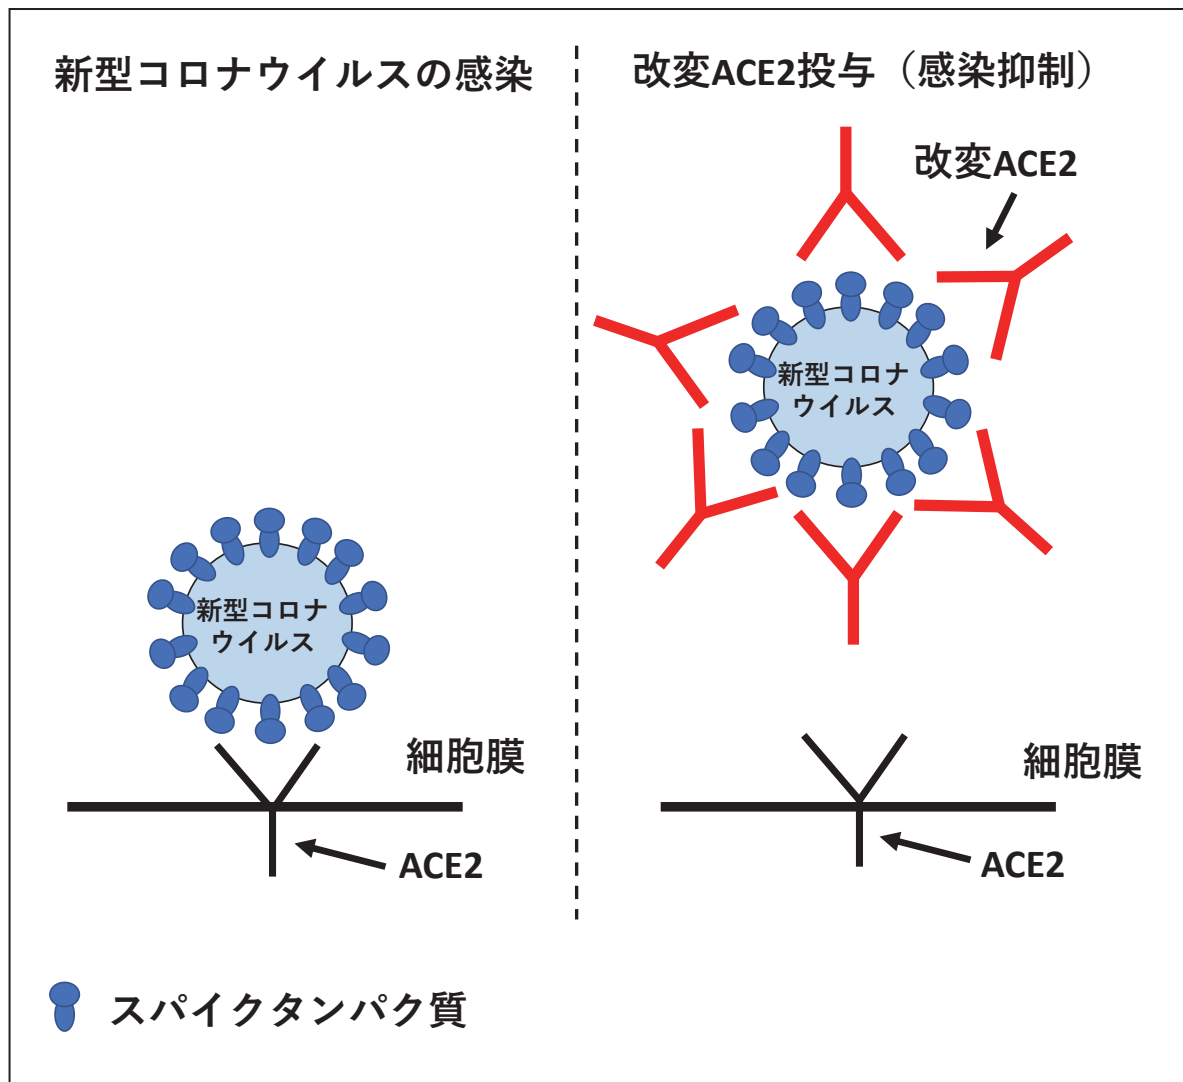 新型コロナウイルスの感染
新型コロナ
ウイルス
細胞膜
ACE2
スパイクタンパク質
改変ACE2投与（感染抑制）
改変ACE2
新型コロナ
ウイルス
細胞膜
ACE2